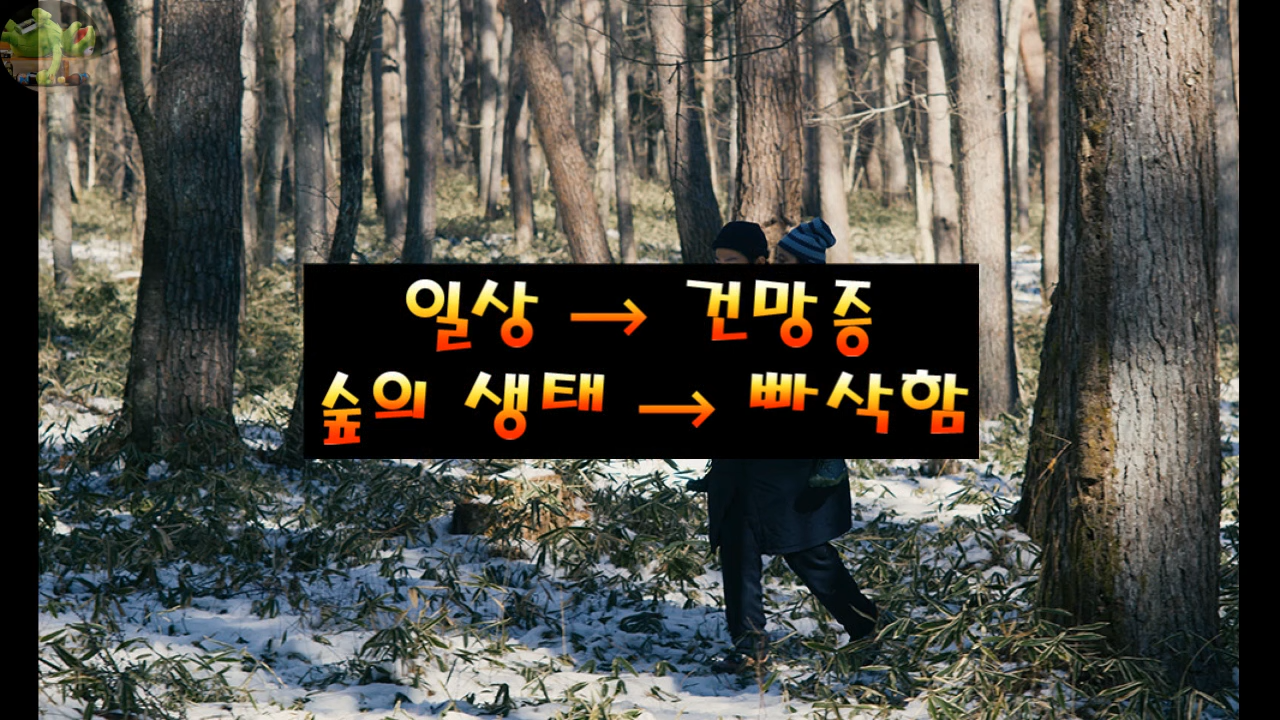 일상 → 건망증
숲의 생태 → 빠삭함